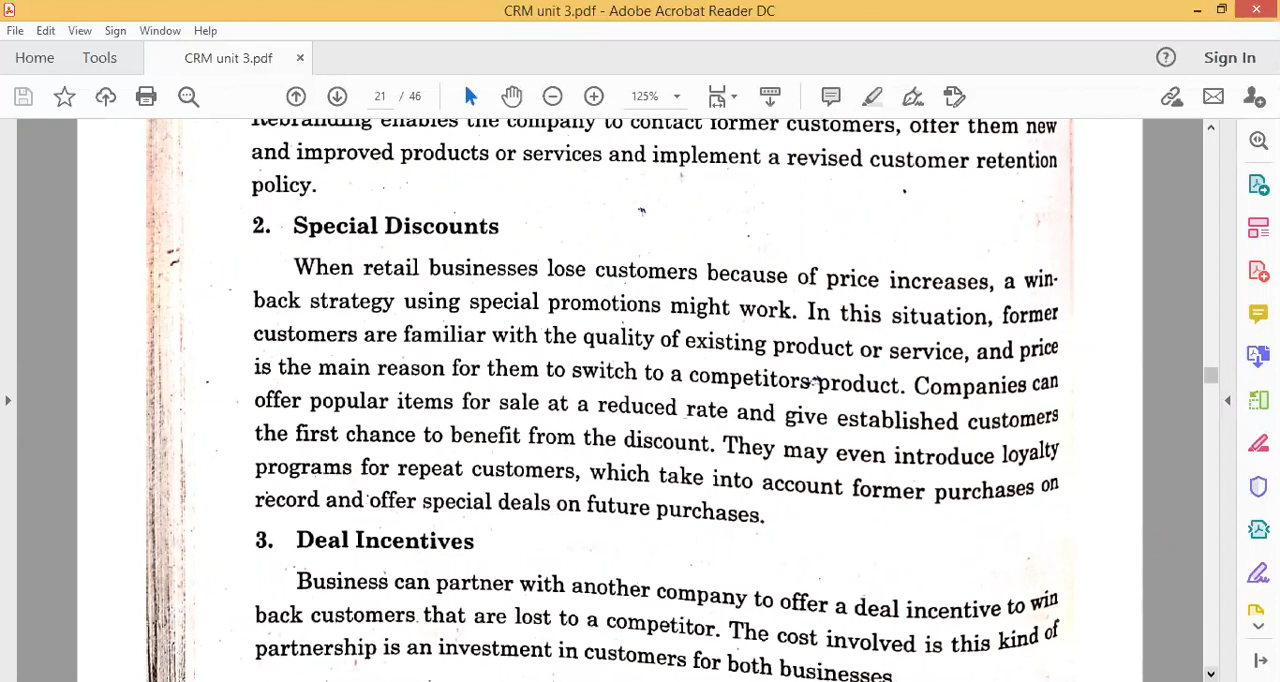 CRM unit 3.pdf - Adobe Acrobat Reader DC
File Edit View Sign Window Help
Home Tools CRM unit 3.pdf × Sign In
21 / 46 125%
Rebranding enables the company to contact former customers, offer them new
and improved products or services and implement a revised customer retention
policy.
2. Special Discounts
When retail businesses lose customers because of price increases, a win-
back strategy using special promotions might work. In this situation, former
customers are familiar with the quality of existing product or service, and price
is the main reason for them to switch to a competitors product. Companies can
offer popular items for sale at a reduced rate and give established customers
the first chance to benefit from the discount. They may even introduce loyalty
programs for repeat customers, which take into account former purchases on
record and offer special deals on future purchases.
3. Deal Incentives
Business can partner with another company to offer a deal incentive to win
back customers that are lost to a competitor. The cost involved is this kind of
partnership is an investment in customers for both businesses.